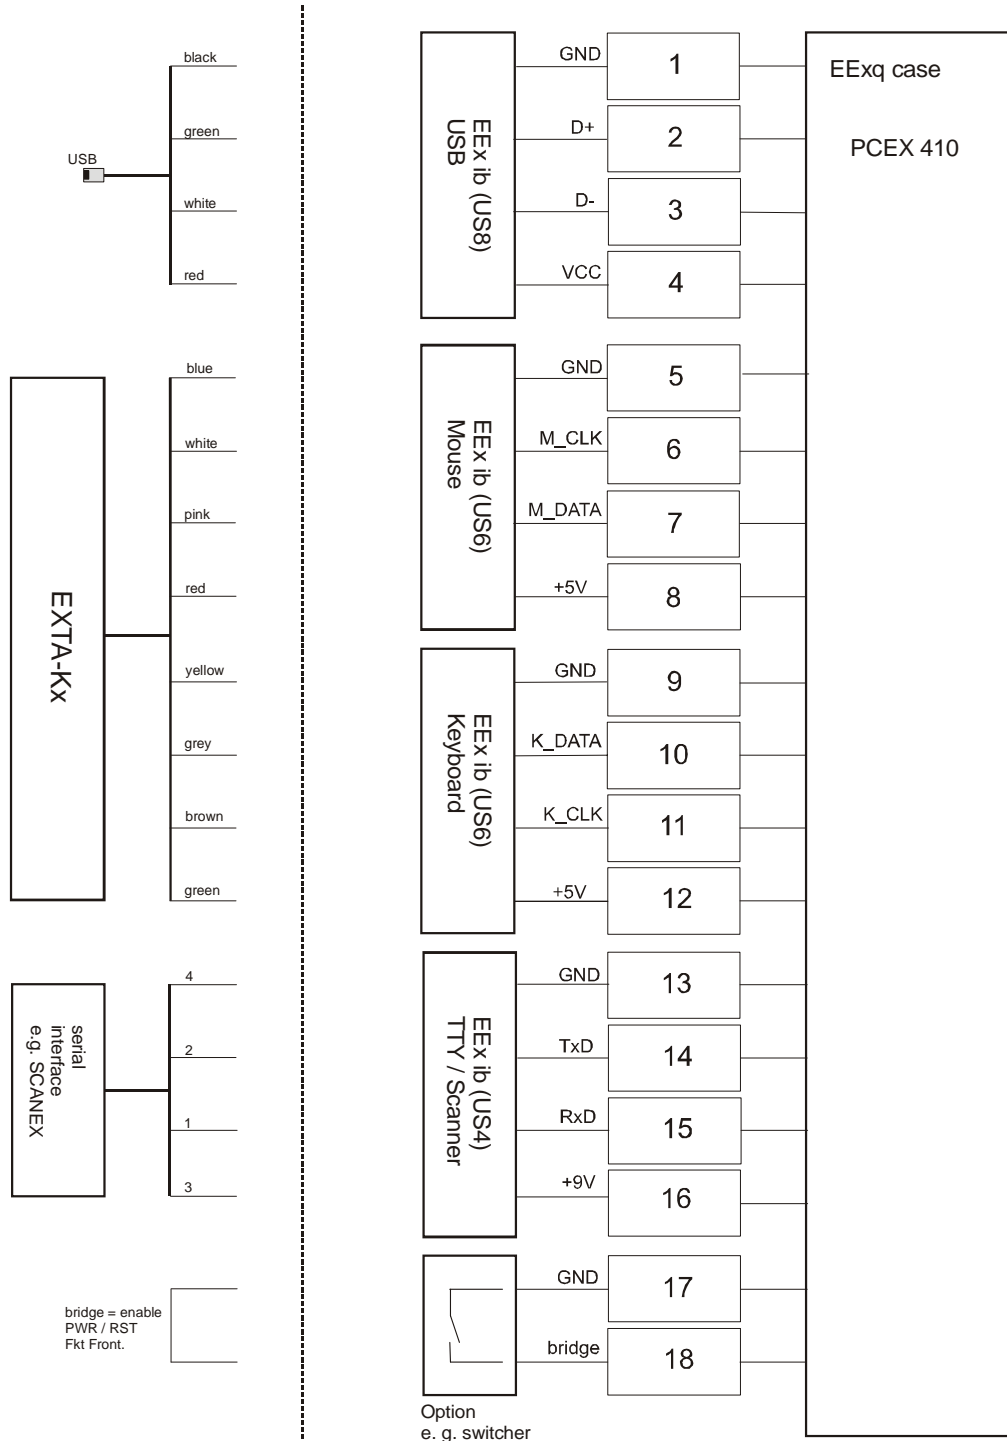 USB
black
green
white
red
EXTA-Kx
blue
white
pink
red
yellow
grey
brown
green
serial
interface
e.g. SCANEX
4
2
1
3
bridge = enable
PWR / RST
Fkt Front.
EEx ib (US8)
USB
GND 1
D+ 2
D- 3
VCC 4
EEx ib (US6)
Mouse
GND 5
M_CLK 6
M_DATA 7
+5V 8
EEx ib (US6)
Keyboard
GND 9
K_DATA 10
K_CLK 11
+5V 12
EEx ib (US4)
TTY / Scanner
GND 13
TxD 14
RxD 15
+9V 16
GND 17
bridge 18
Option
e. g. switcher
EExq case
PCEX 410